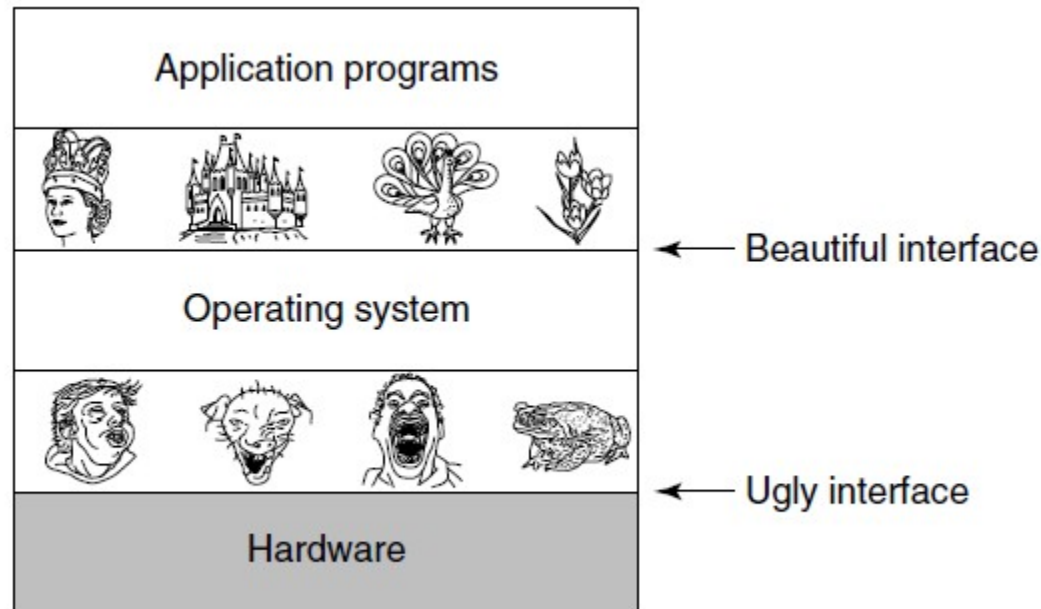 Application programs
Beautiful interface
Operating system
Ugly interface
Hardware